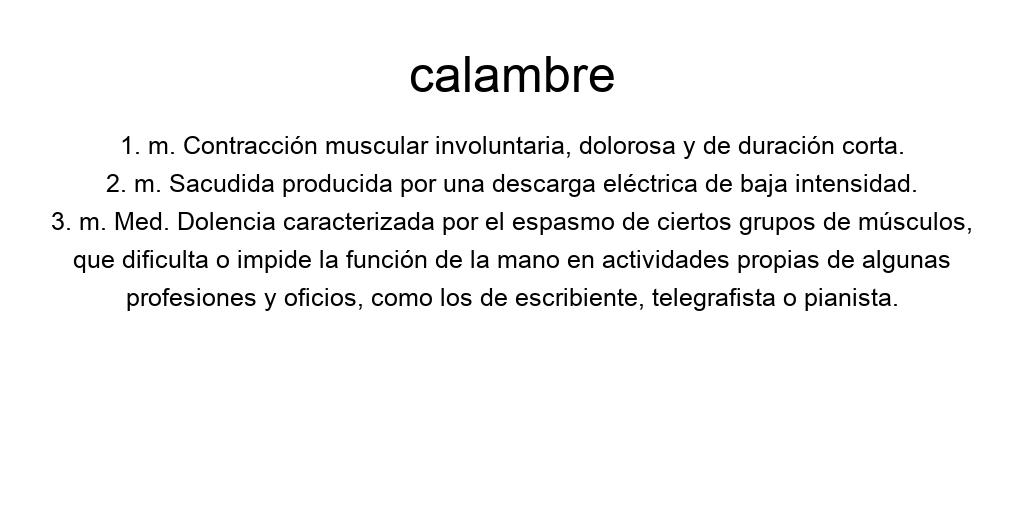 calambre
1. m. Contracción muscular involuntaria, dolorosa y de duración corta.
2. m. Sacudida producida por una descarga eléctrica de baja intensidad.
3. m. Med. Dolencia caracterizada por el espasmo de ciertos grupos de músculos,
que dificulta o impide la función de la mano en actividades propias de algunas
profesiones y oficios, como los de escribiente, telegrafista o pianista.